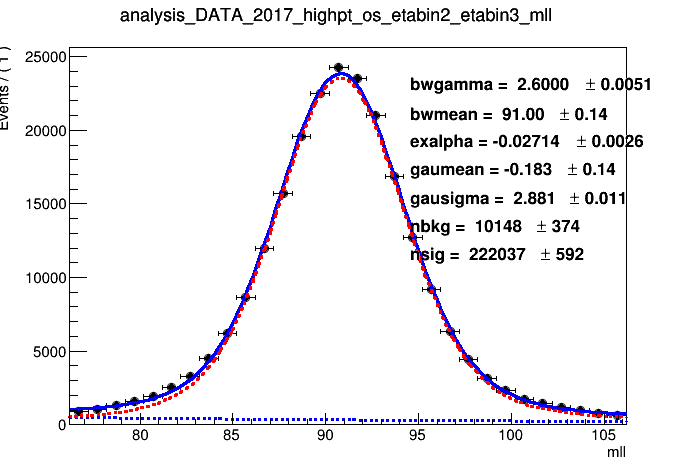 analysis_DATA_2017_highpt_os_etabin2_etabin3_mll
Events / ( 1 )
25000
20000
15000
10000
5000
0
bwgamma = 2.6000 ± 0.0051
bwmean = 91.00 ± 0.14
exalpha = -0.02714 ± 0.0026
gaumean = -0.183 ± 0.14
gausigma = 2.881 ± 0.011
nbkg = 10148 ± 374
nsig = 222037 ± 592
80 85 90 95 100 105
mll